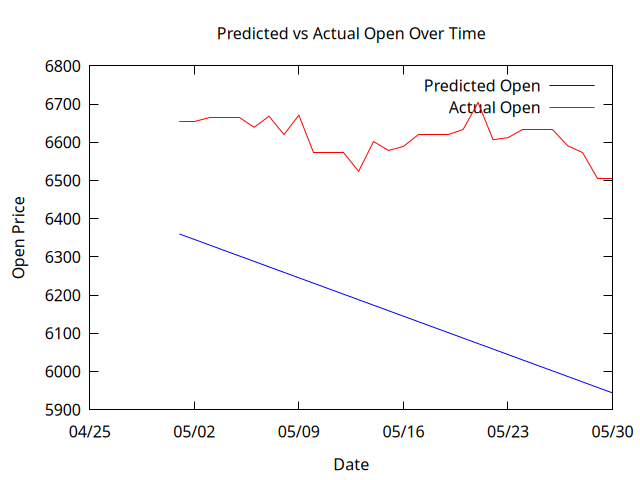 Predicted vs Actual Open Over Time
6800
6700
6600
6500
6400
6300
6200
6100
6000
5900
Open Price
Predicted Open
Actual Open
04/25 05/02 05/09 05/16 05/23 05/30
Date